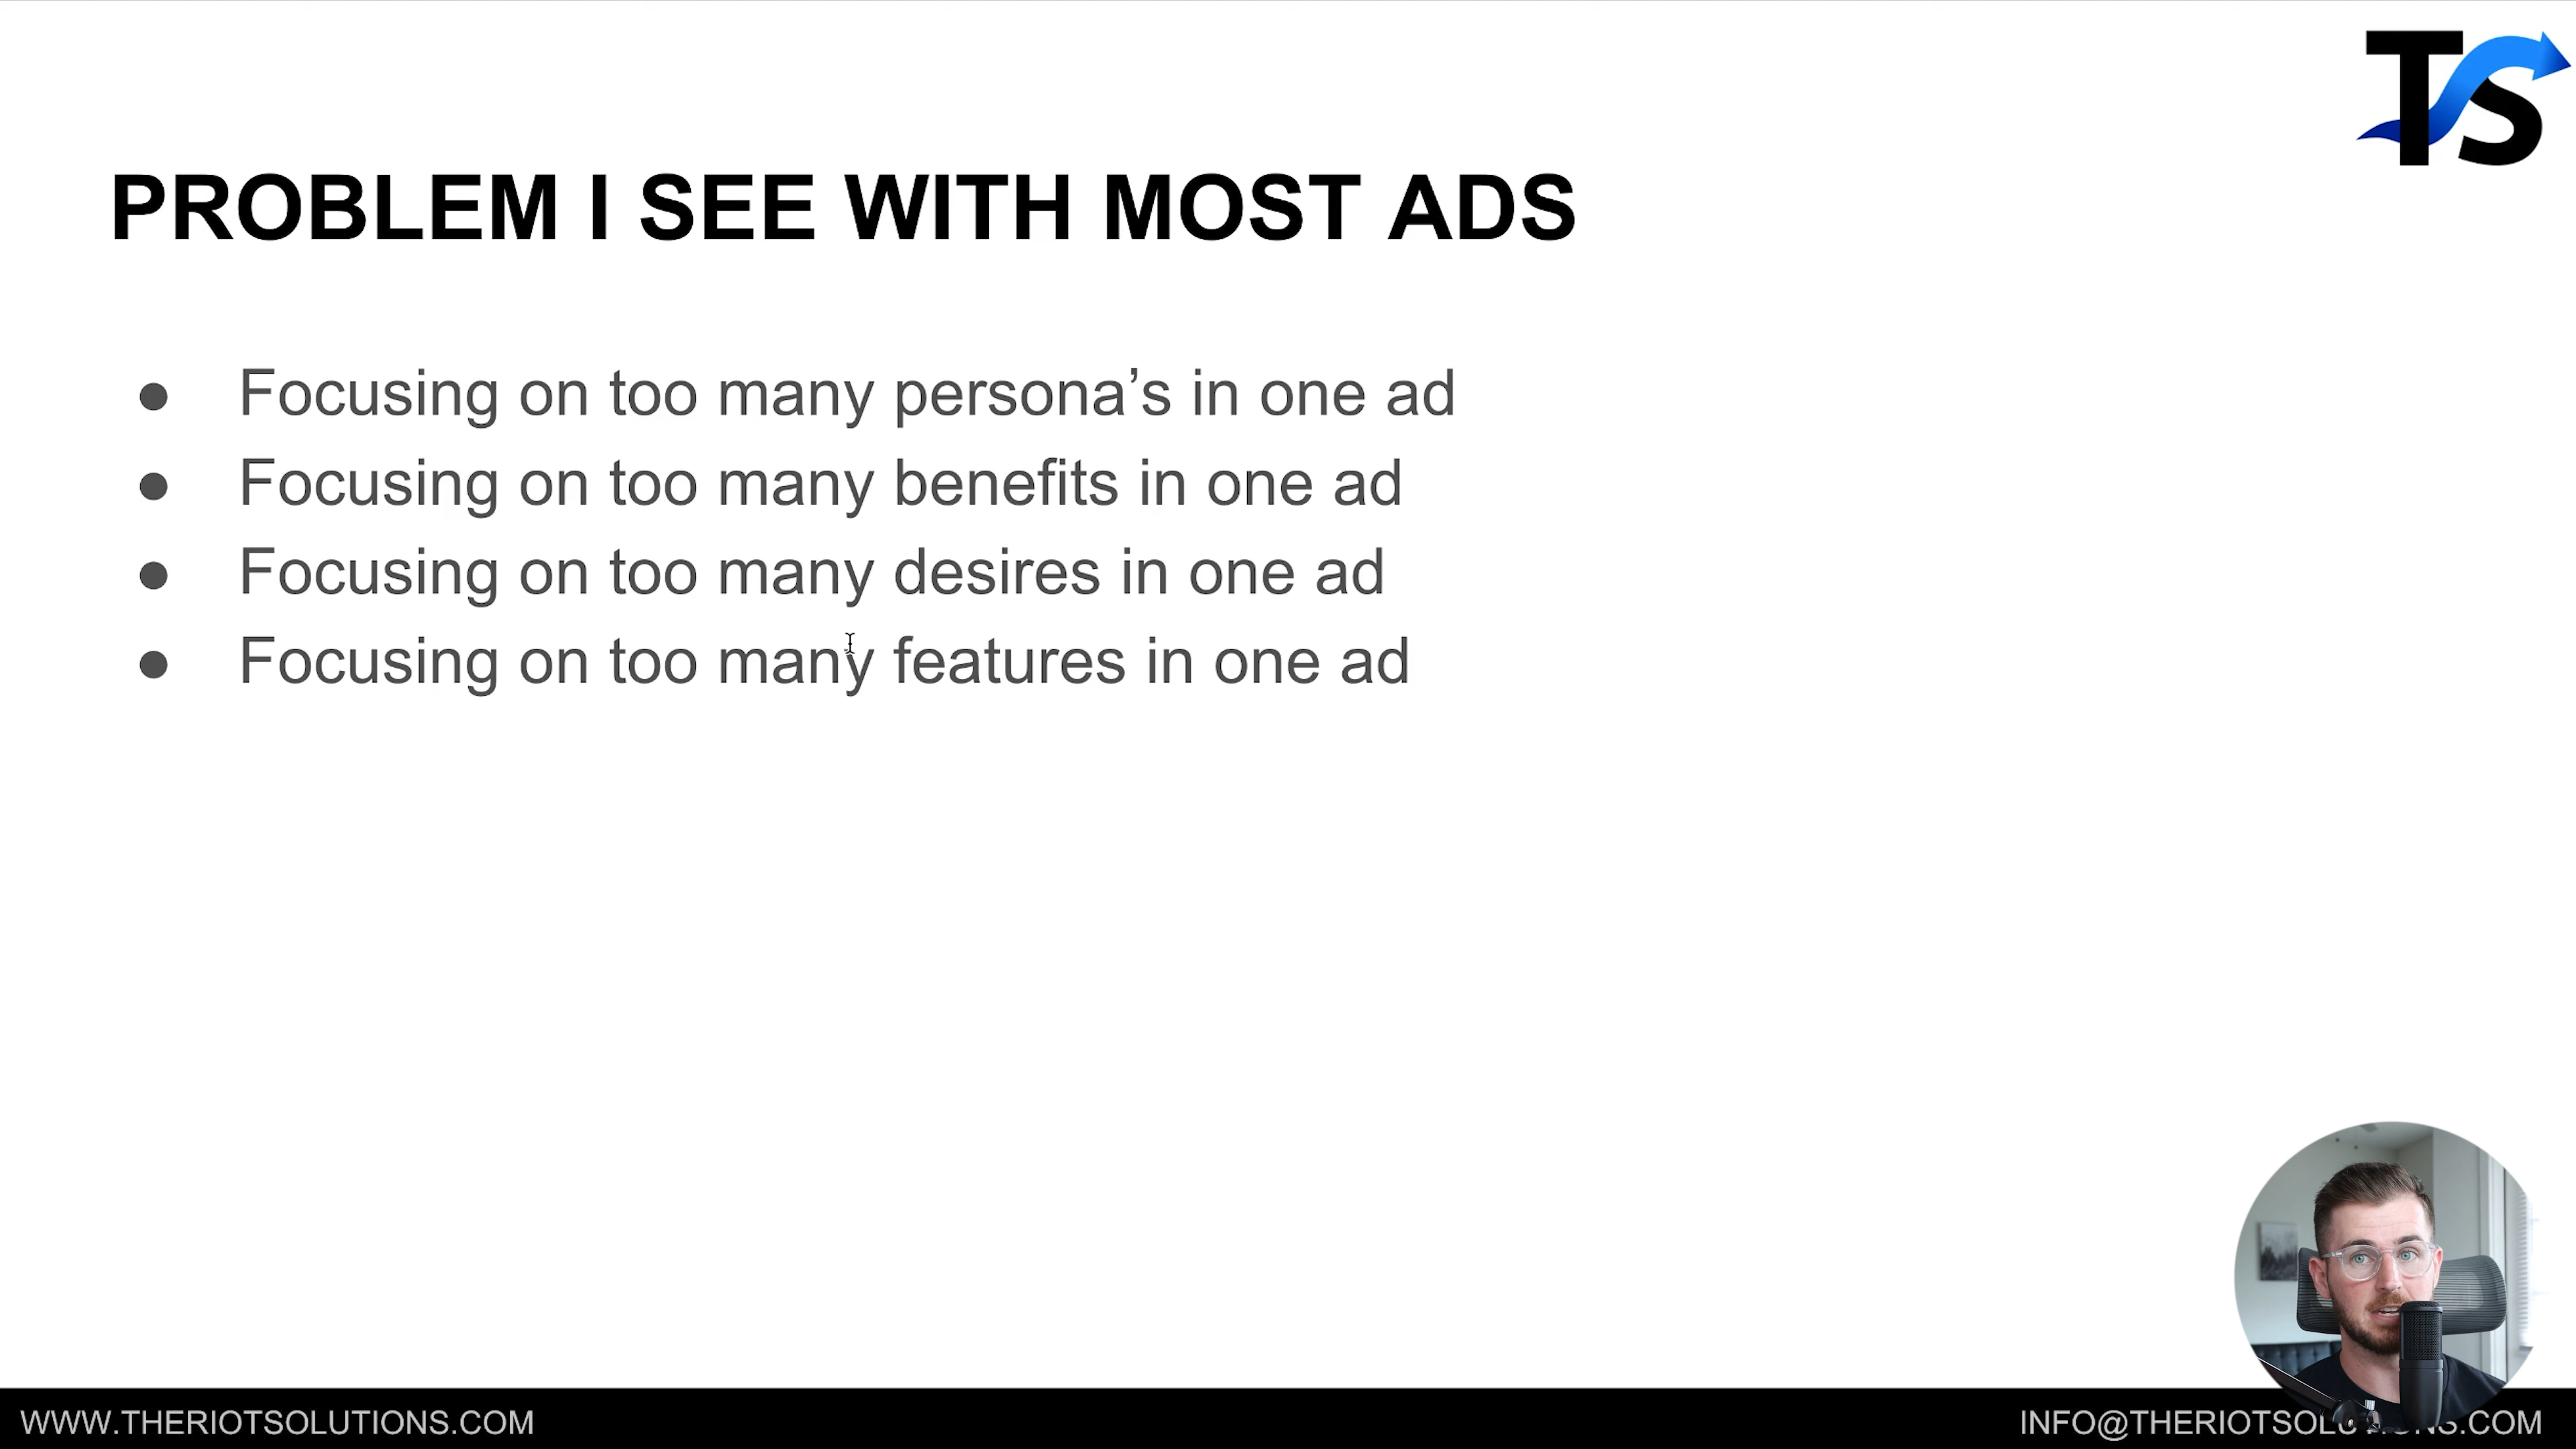 TS
PROBLEM I SEE WITH MOST ADS
● Focusing on too many persona’s in one ad
● Focusing on too many benefits in one ad
● Focusing on too many desires in one ad
● Focusing on too many features in one ad
WWW.THERIOTSOLUTIONS.COM
.COM